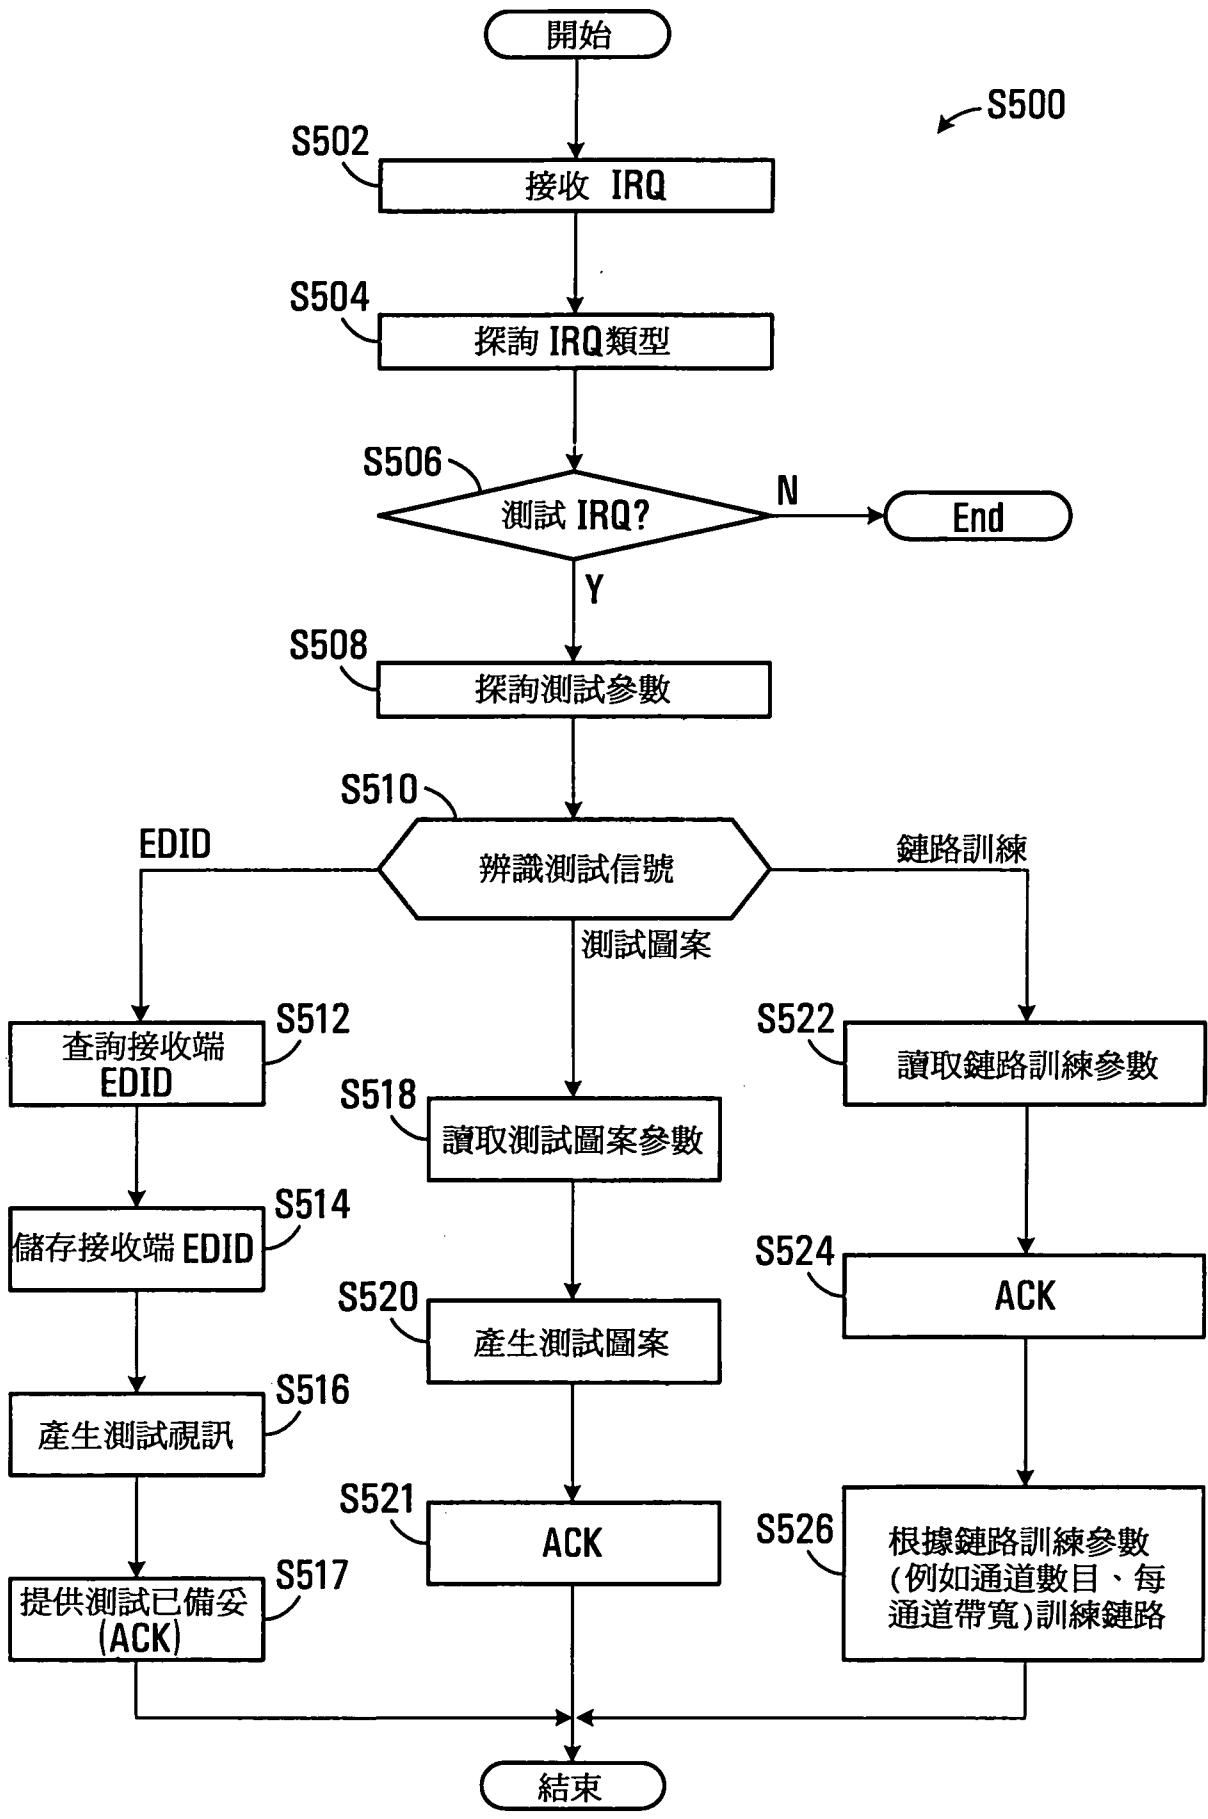 開始
S500
S502
接收 IRQ
S504
探詢 IRQ類型
S506
測試 IRQ?
N
End
Y
S508
探詢測試參數
S510
辨識測試信號
EDID
鏈路訓練
測試圖案
S512
查詢接收端
EDID
S514
儲存接收端 EDID
S516
產生測試視訊
S517
提供測試已備妥
(ACK)
S518
讀取測試圖案參數
S520
產生測試圖案
S521
ACK
S522
讀取鏈路訓練參數
S524
ACK
S526
根據鏈路訓練參數
(例如通道數目、每
通道帶寬)訓練鏈路
結束